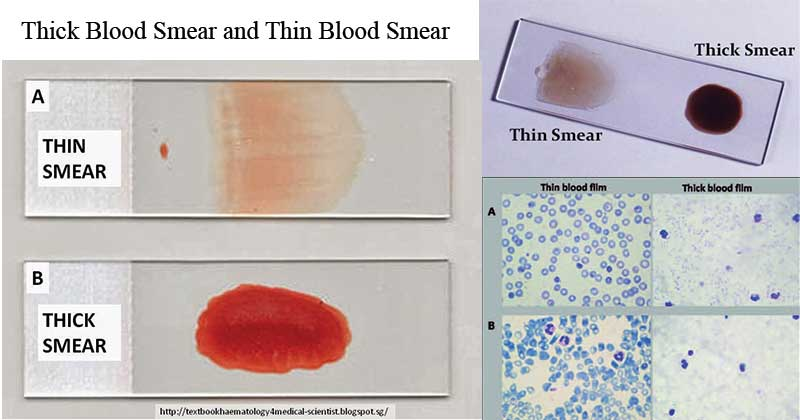 Thick Blood Smear and Thin Blood Smear
A
THIN
SMEAR
B
THICK
SMEAR
http://textbookhaematology4medical-scientist.blogspot.sg/
Thick Smear
Thin Smear
Thin blood film
Thick blood film
A
B